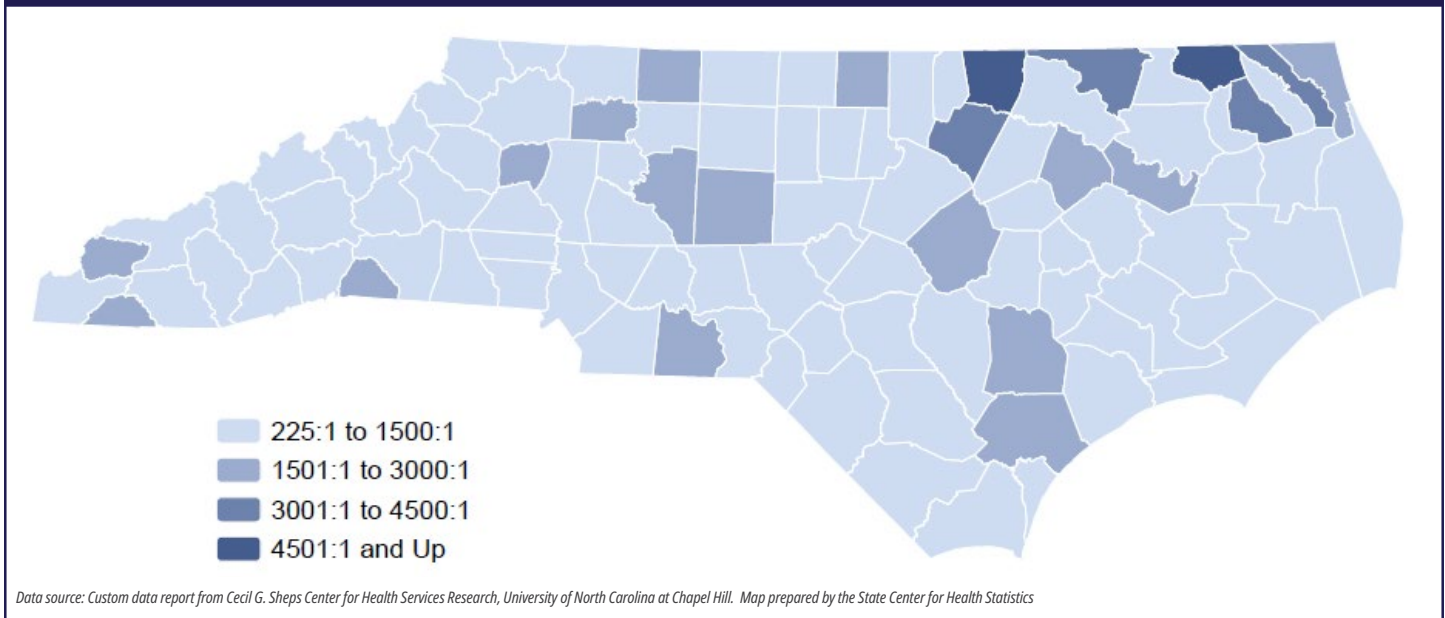 225:1 to 1500:1
1501:1 to 3000:1
3001:1 to 4500:1
4501:1 and Up
Data source: Custom data report from Cecil G. Sheps Center for Health Services Research, University of North Carolina at Chapel Hill. Map prepared by the State Center for Health Statistics